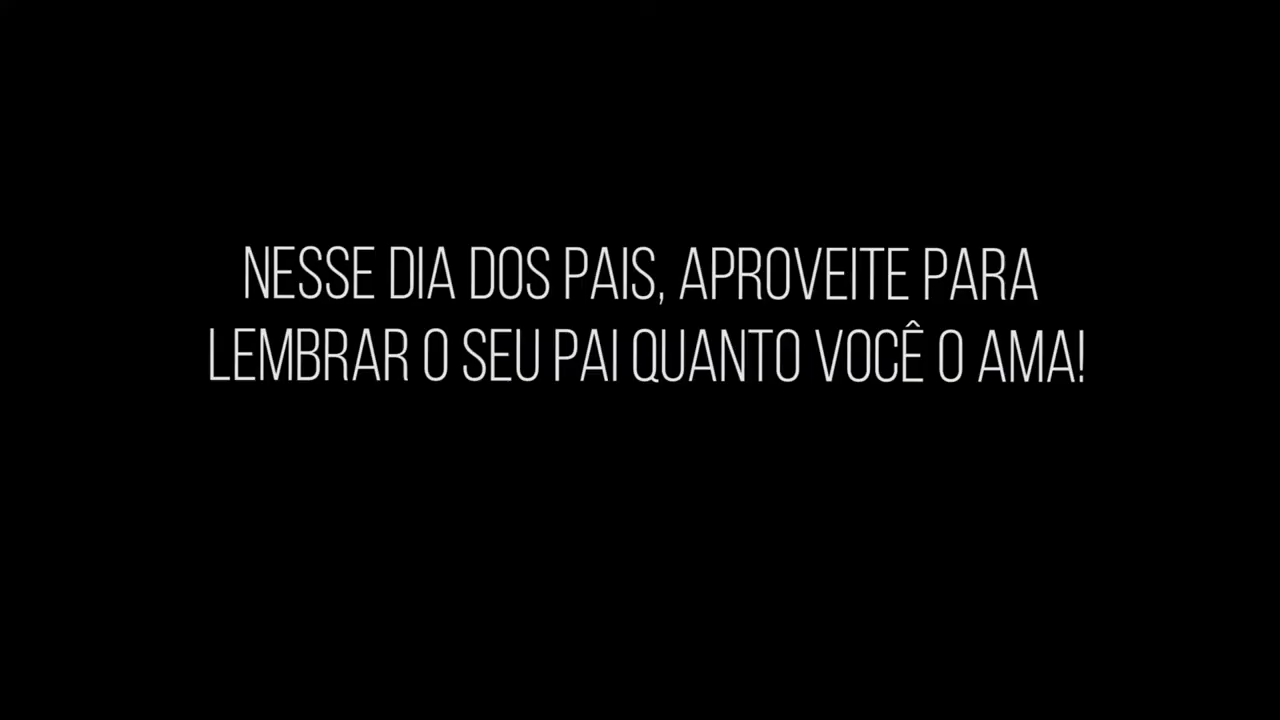 NESSE DIA DOS PAIS, APROVEITE PARA
LEMBRAR O SEU PAI QUANTO VOCÊ O AMA!